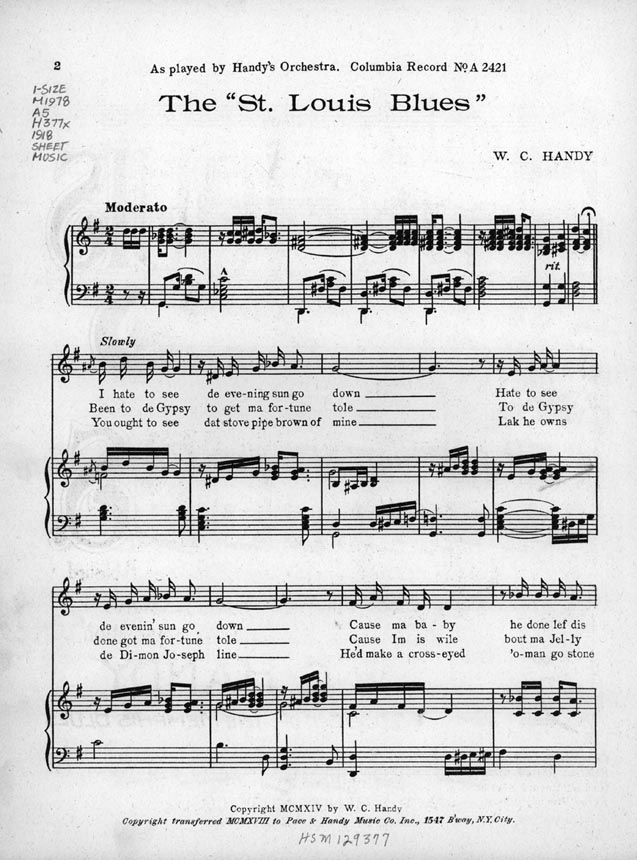 2
As played by Handy's Orchestra. Columbia Record No. A 2421
The "St. Louis Blues"
I-SIZE
M1978
A5
H377x
1918
SHEET
MUSIC
W. C. HANDY
Moderato
rit.
Slowly
I hate to see de eve-ning sun go down Hate to see
Been to de Gypsy to get ma for-tune tole To de Gypsy
You ought to see dat stove pipe brown of mine Lak he owns
de evenin' sun go down Cause ma ba-by he done lef dis
done got ma for-tune tole Cause Im is wile bout ma Jel-ly
de Di-mon Jo-seph line He'd make a cross-eyed 'o-man go stone
Copyright MCMXIV by W. C. Handy
Copyright transferred MCMXVIII to Pace & Handy Music Co. Inc., 1547 B'way, N.Y. City.
HSM 129377